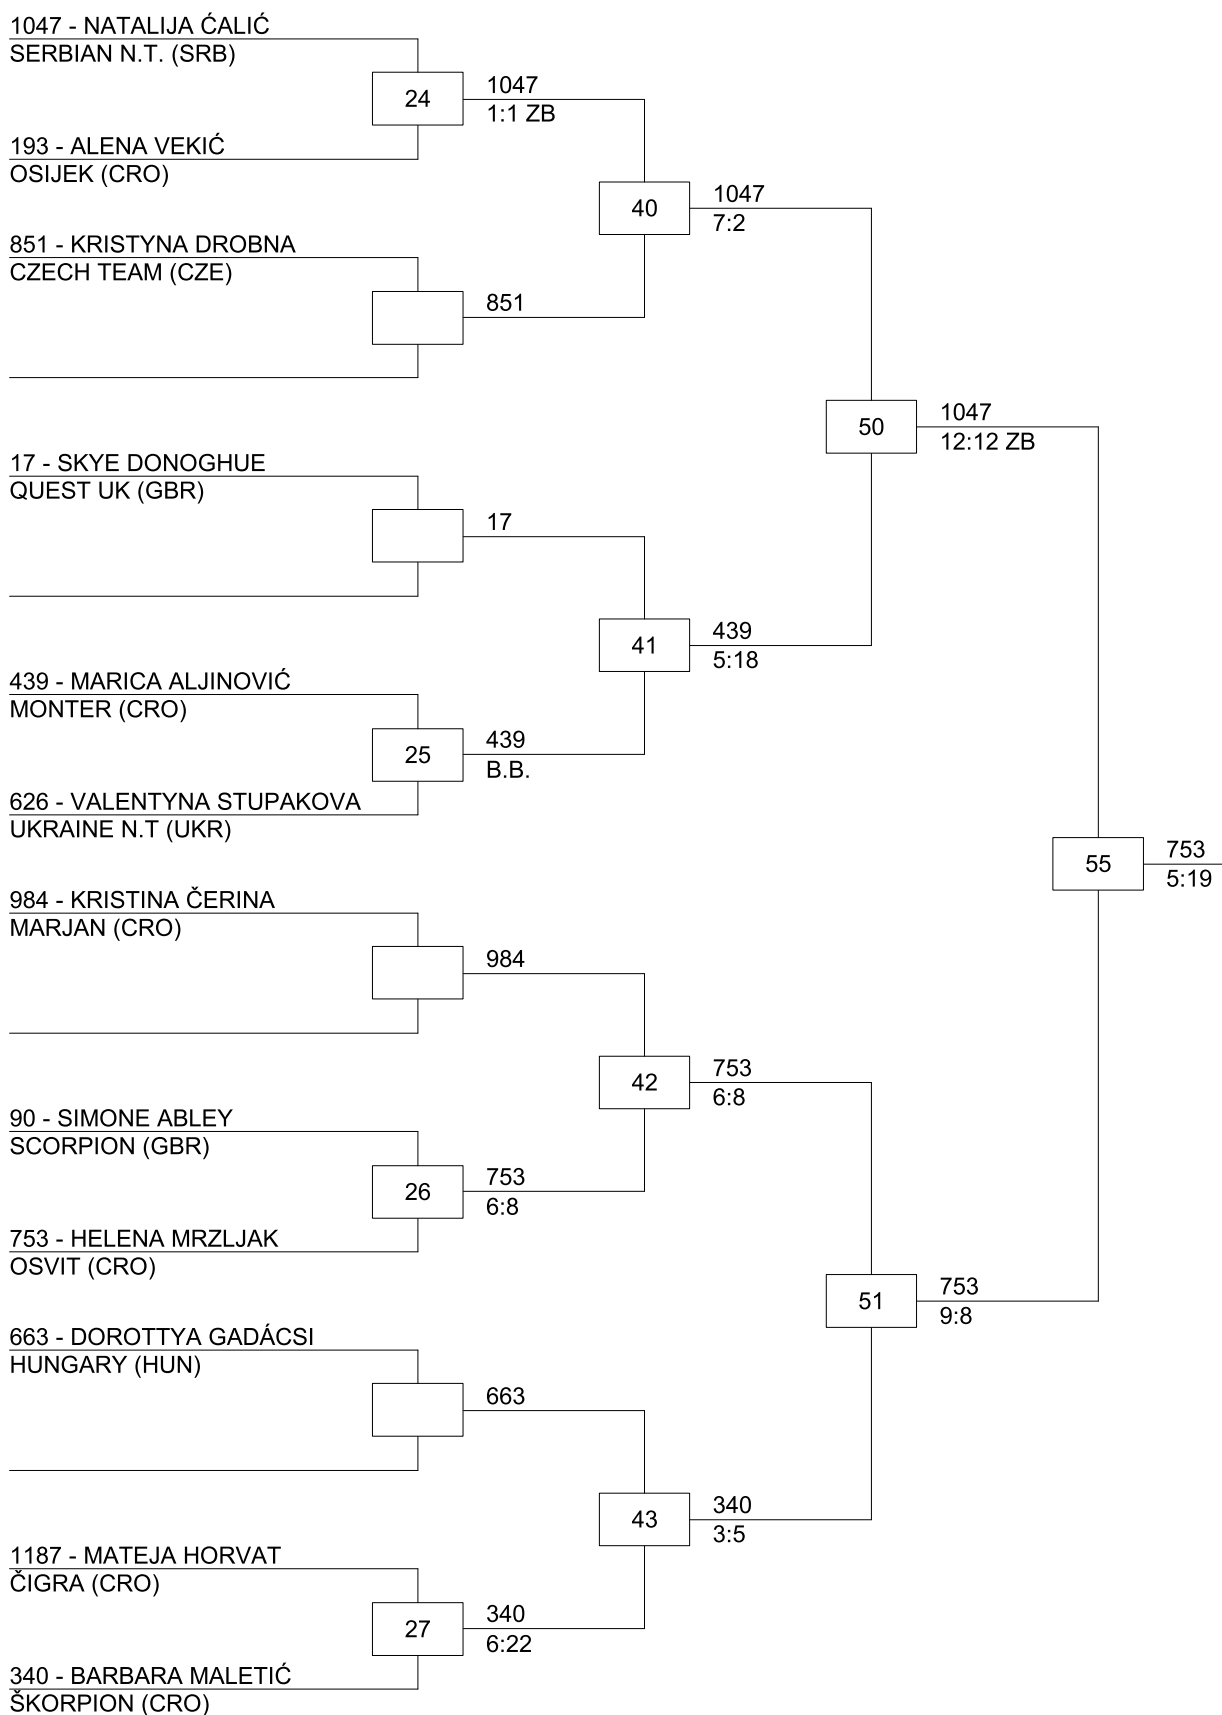 1047 - NATALIJA ĆALIĆ
SERBIAN N.T. (SRB)
24
1047
1:1 ZB
193 - ALENA VEKIĆ
OSIJEK (CRO)
40
1047
7:2
851 - KRISTYNA DROBNA
CZECH TEAM (CZE)
851
50
1047
12:12 ZB
17 - SKYE DONOGHUE
QUEST UK (GBR)
17
41
439
5:18
439 - MARICA ALJINOVIĆ
MONTER (CRO)
25
439
B.B.
626 - VALENTYNA STUPAKOVA
UKRAINE N.T (UKR)
55
753
5:19
984 - KRISTINA ČERINA
MARJAN (CRO)
984
42
753
6:8
90 - SIMONE ABLEY
SCORPION (GBR)
26
753
6:8
753 - HELENA MRZLJAK
OSVIT (CRO)
51
753
9:8
663 - DOROTTYA GADÁCSI
HUNGARY (HUN)
663
43
340
3:5
1187 - MATEJA HORVAT
ČIGRA (CRO)
27
340
6:22
340 - BARBARA MALETIĆ
ŠKORPION (CRO)